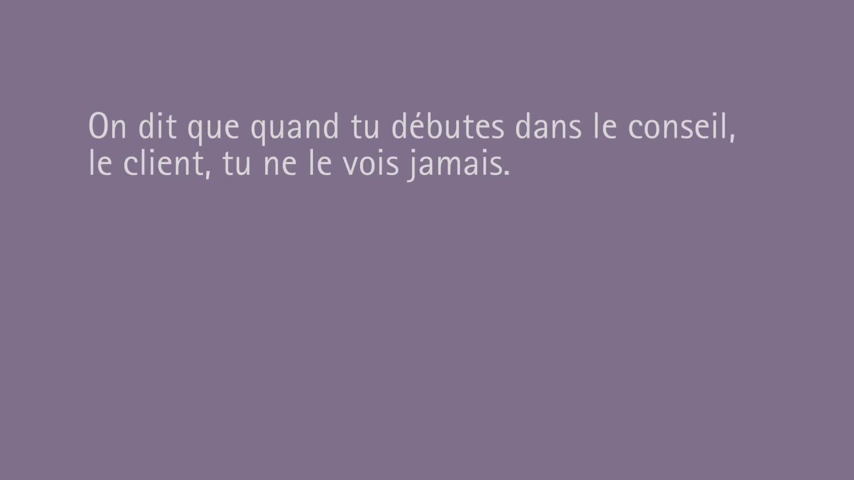 On dit que quand tu débutes dans le conseil,
le client, tu ne le vois jamais.